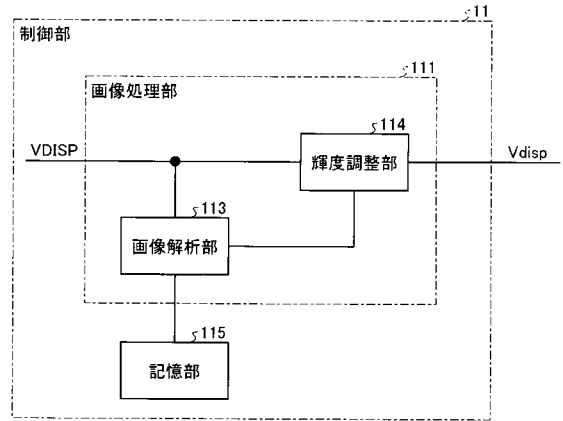 11
制御部
111
画像処理部
VDISP
114
輝度調整部
Vdisp
113
画像解析部
115
記憶部